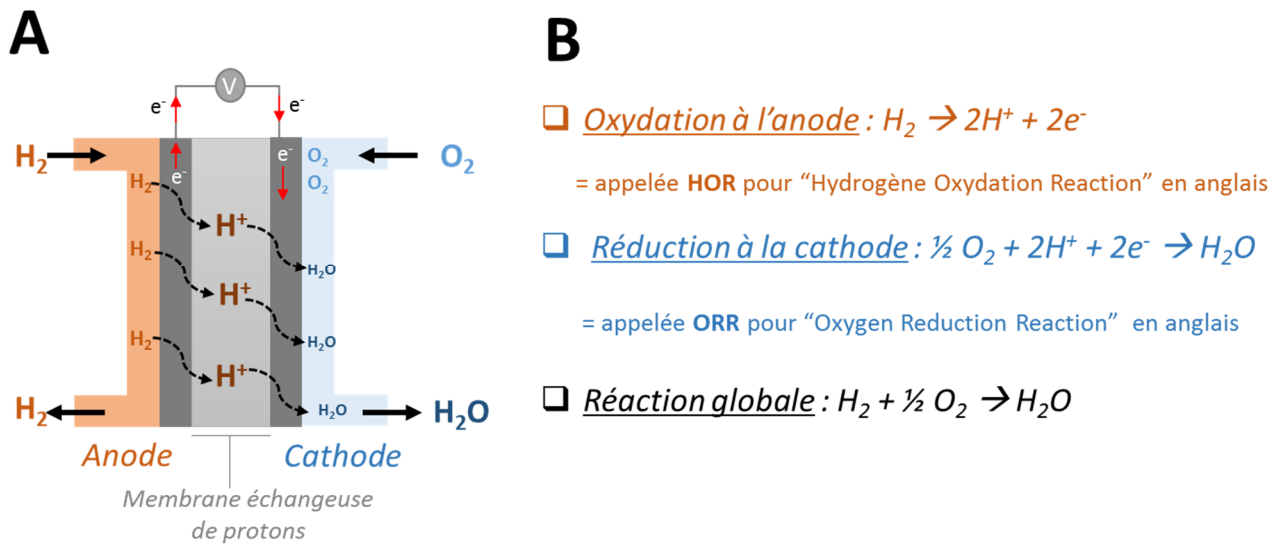 A
V
e⁻
e⁻
H₂
O₂
e⁻
e⁻
O₂
O₂
H₂
H⁺
H₂
H₂O
H⁺
H₂
H₂O
H⁺
H₂
H₂O
H₂O
Anode
Cathode
Membrane échangeuse
de protons
B
❑ Oxydation à l’anode : H₂ → 2H⁺ + 2e⁻
= appelée HOR pour “Hydrogène Oxydation Reaction” en anglais
❑ Réduction à la cathode : ½ O₂ + 2H⁺ + 2e⁻ → H₂O
= appelée ORR pour “Oxygen Reduction Reaction” en anglais
❑ Réaction globale : H₂ + ½ O₂ → H₂O